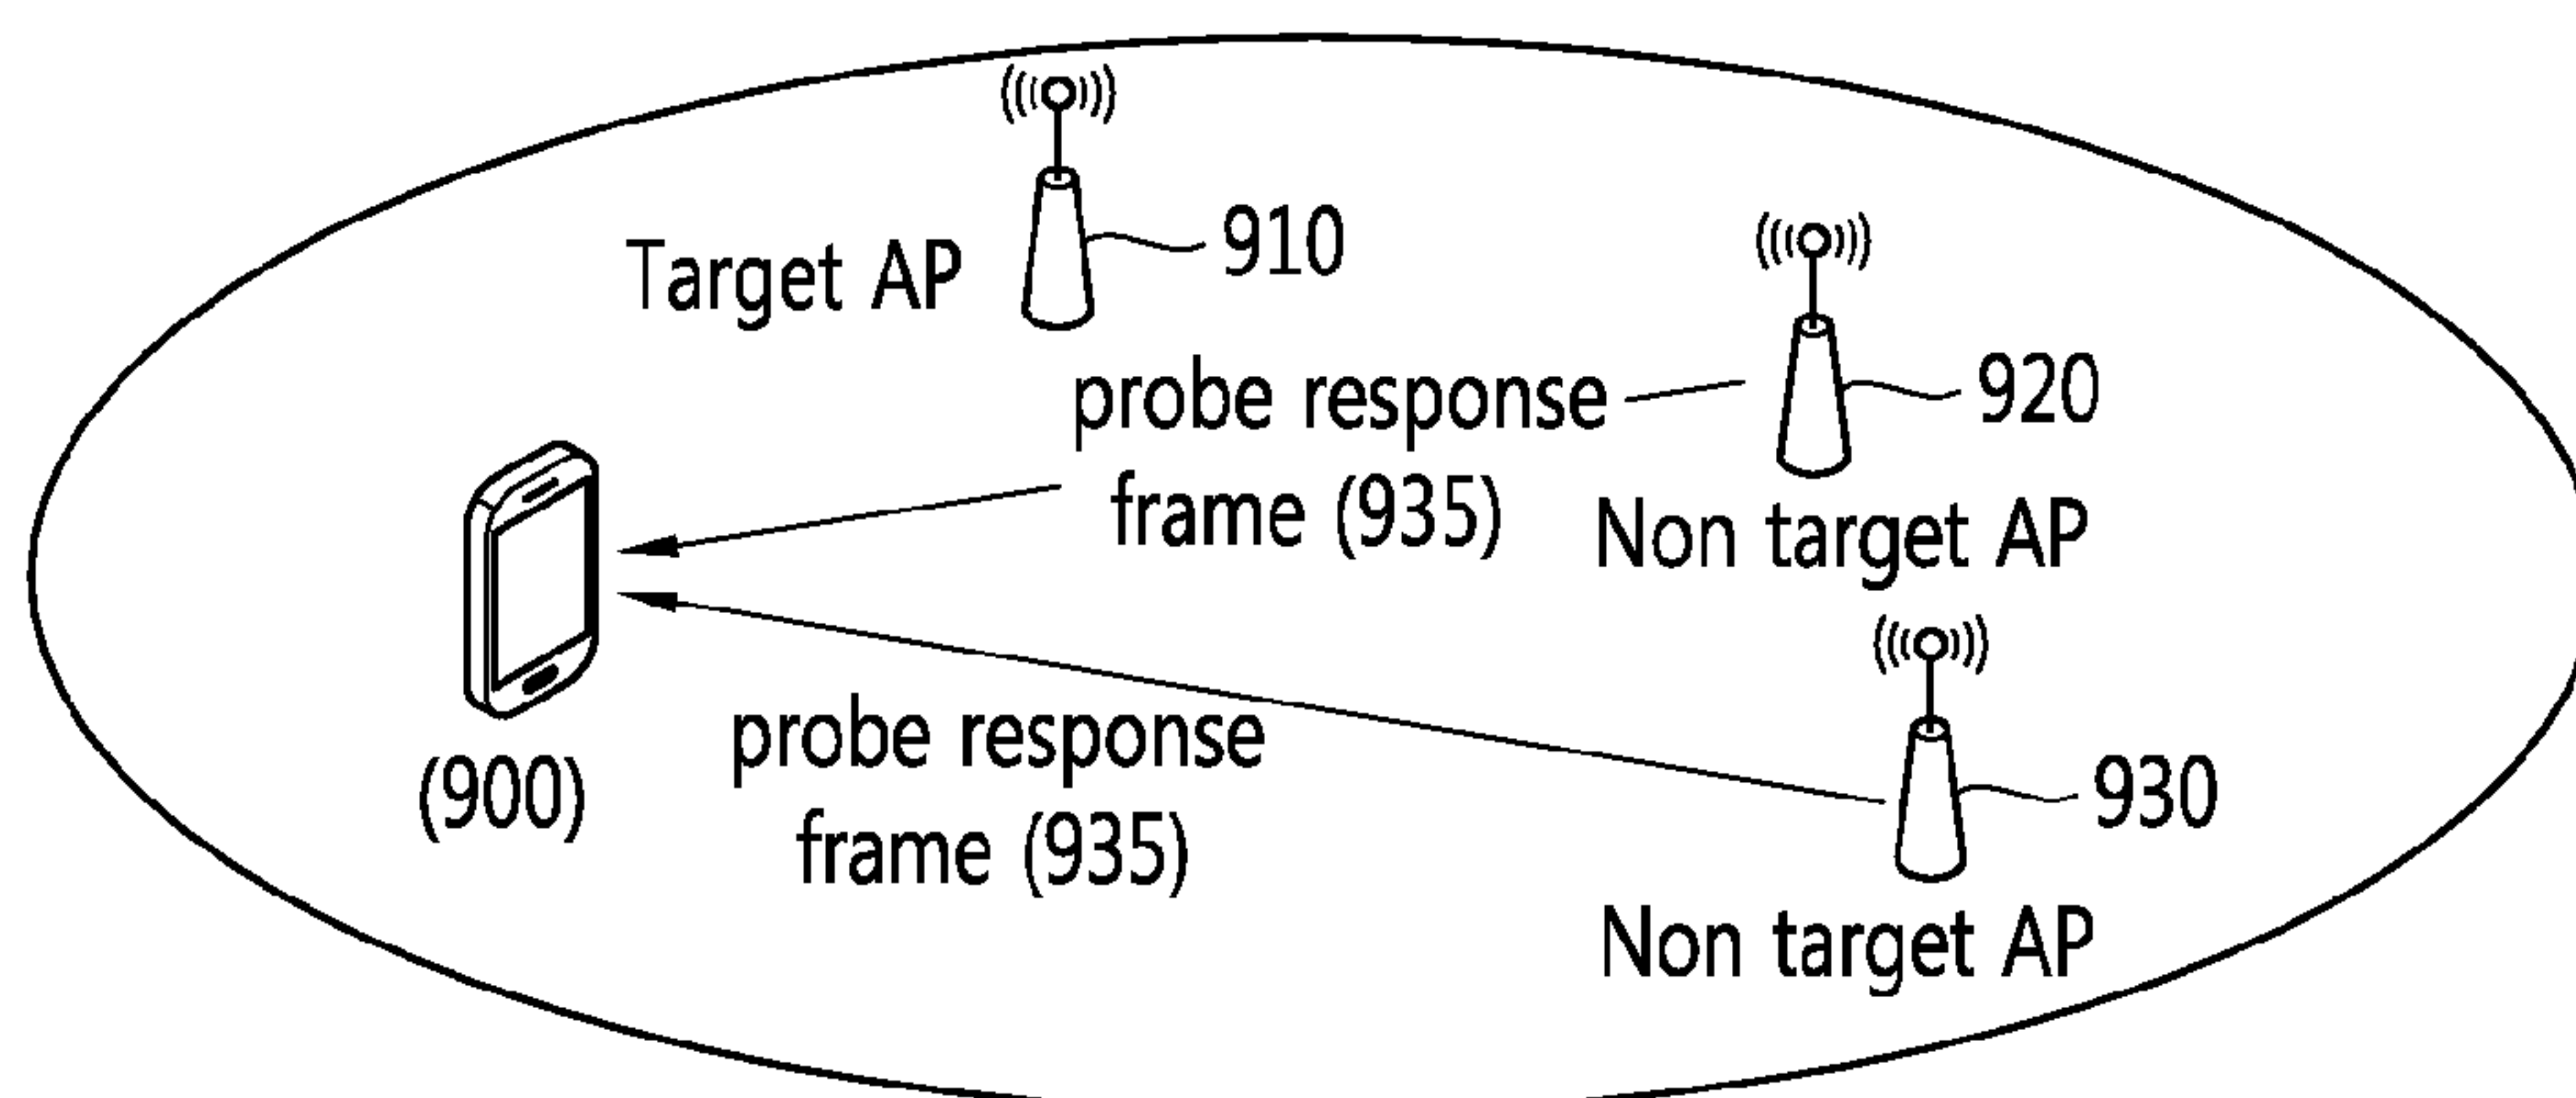 Target AP
910
probe response
frame (935)
920
Non target AP
(900)
probe response
frame (935)
930
Non target AP